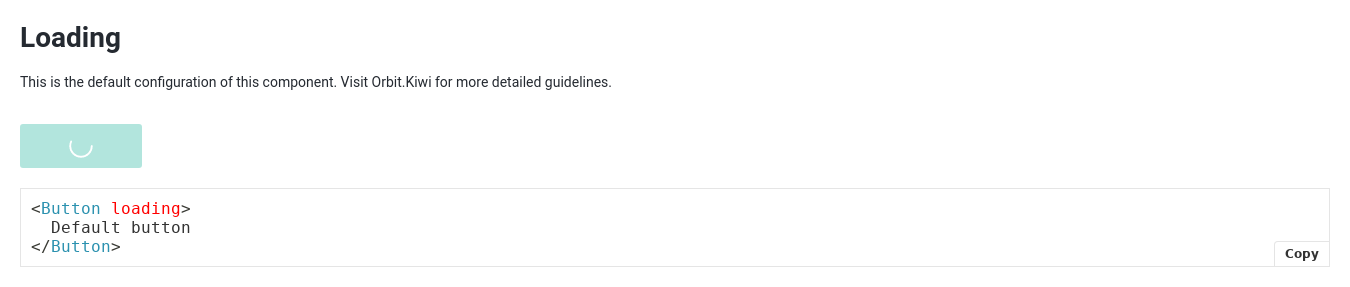 Loading
This is the default configuration of this component. Visit Orbit.Kiwi for more detailed guidelines.
<Button loading>
  Default button
</Button>
Copy